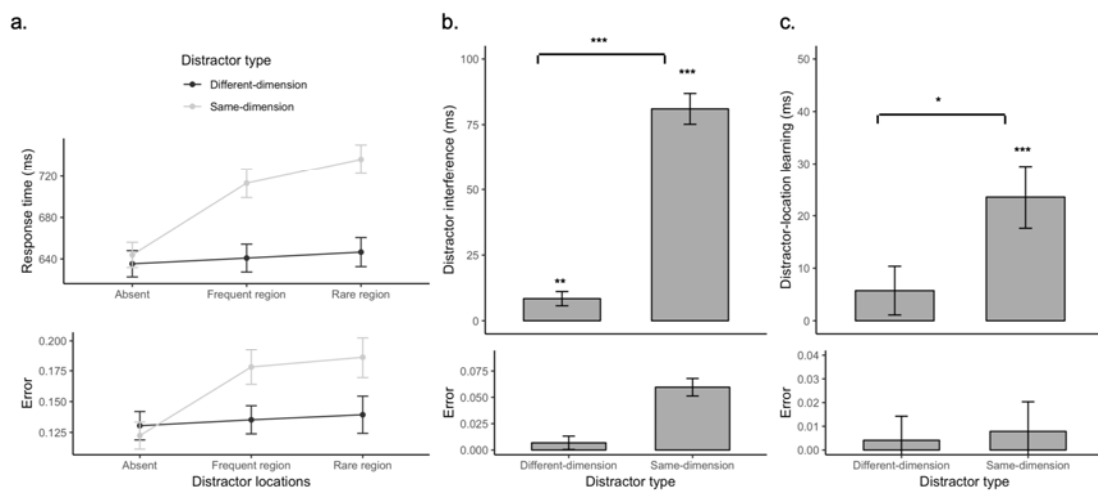 a.
Distractor type
Different-dimension
Same-dimension
Response time (ms)
720
680
640
Absent Frequent region Rare region
Error
0.200
0.175
0.150
0.125
Absent Frequent region Rare region
Distractor locations
b.
Distractor interference (ms)
100
75
50
25
0
***
***
**
Error
0.075
0.050
0.025
0.000
Different-dimension Same-dimension
Distractor type
c.
Distractor-location learning (ms)
50
40
30
20
10
0
*
***
Error
0.04
0.03
0.02
0.01
0.00
Different-dimension Same-dimension
Distractor type